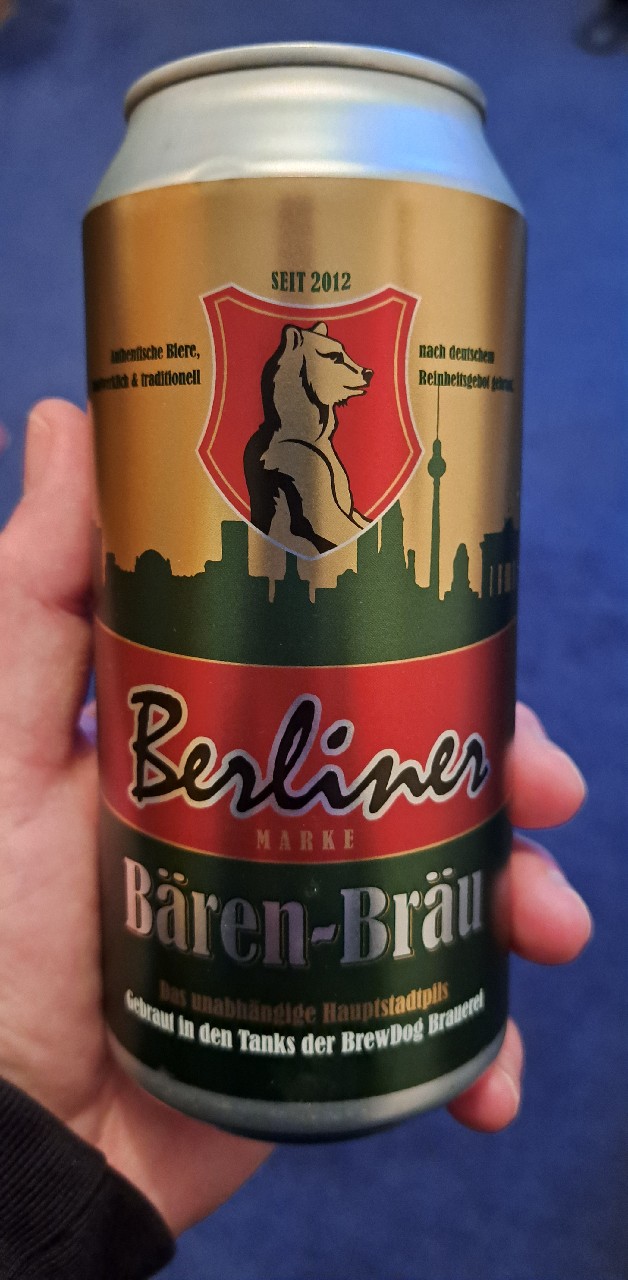 SEIT 2012
Authentische Biere,
& traditionell
nach deutschem
Reinheitsgebot gebraut.
Berliner
MARKE
Bären-Bräu
Das unabhängige Hauptstadtpils
Gebraut in den Tanks der BrewDog Brauerei